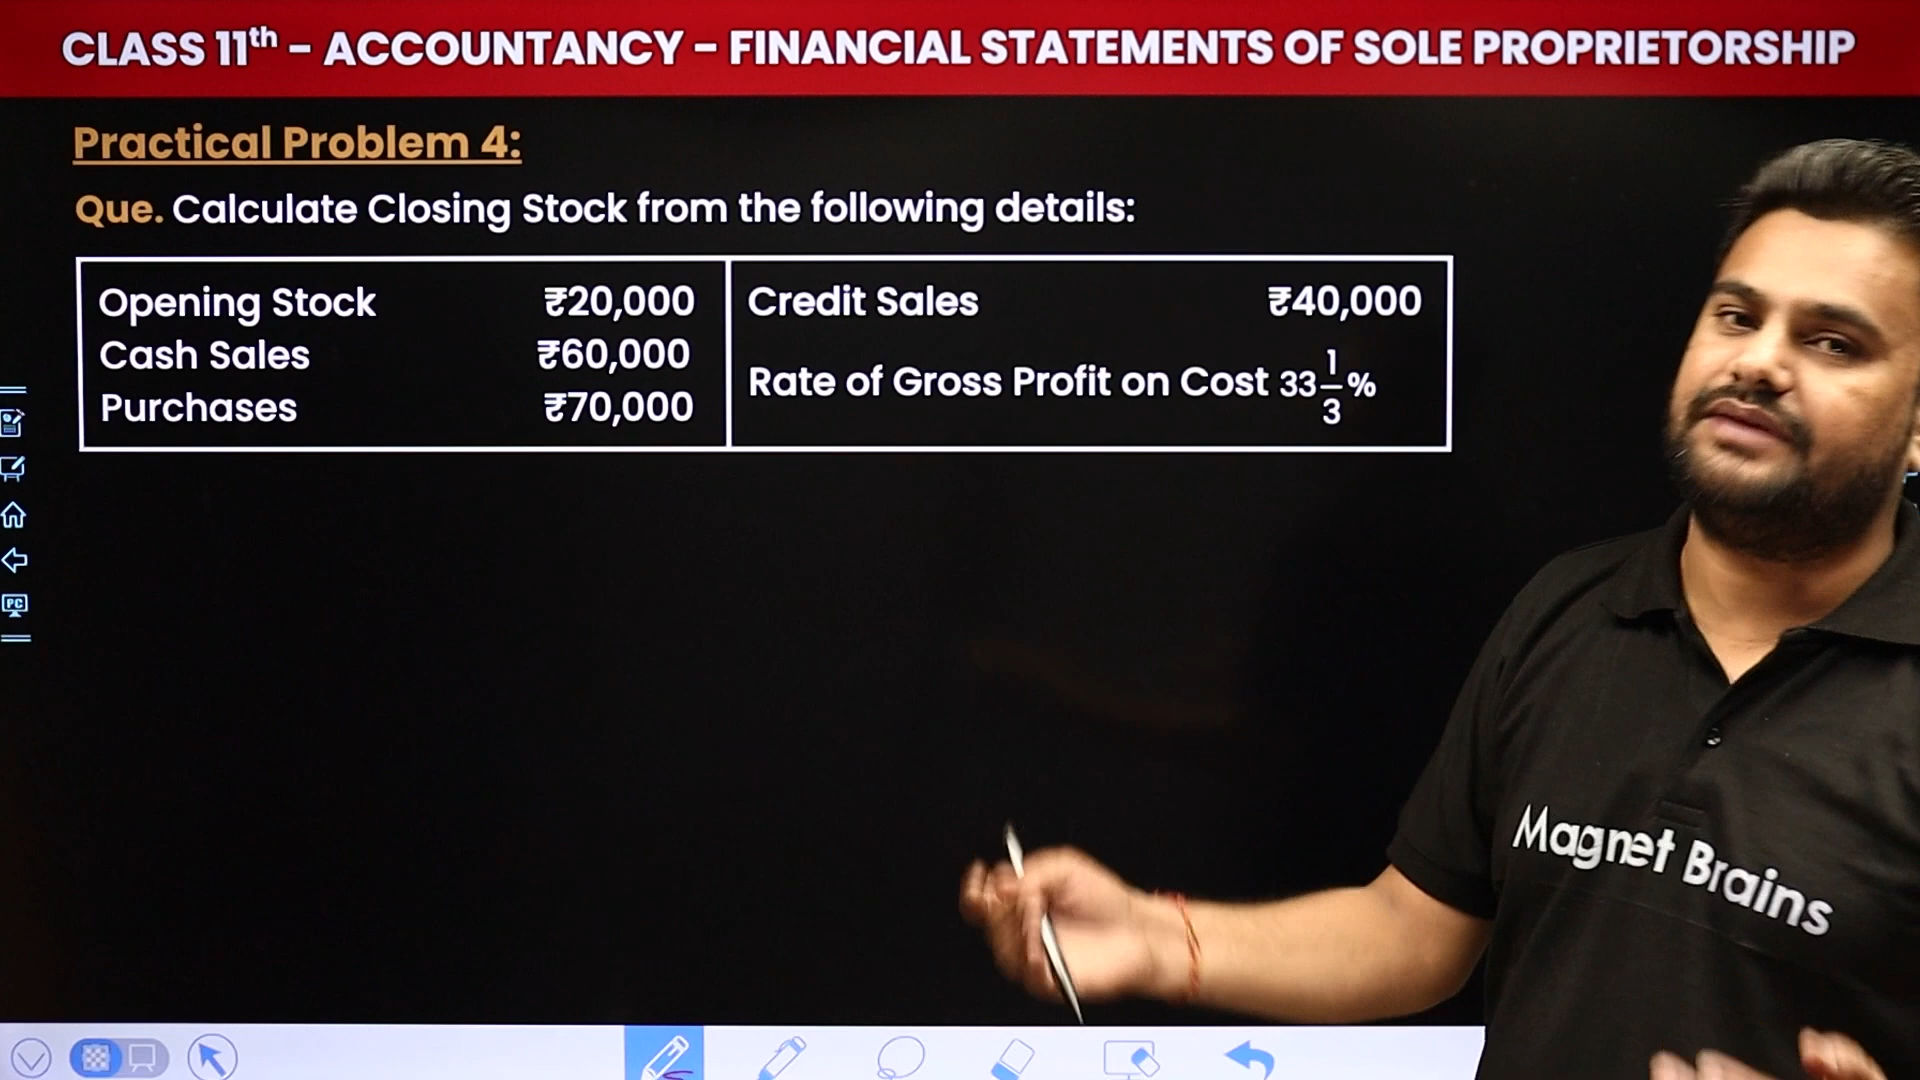 CLASS 11th - ACCOUNTANCY - FINANCIAL STATEMENTS OF SOLE PROPRIETORSHIP
Practical Problem 4:
Que. Calculate Closing Stock from the following details:
Opening Stock ₹20,000
Cash Sales ₹60,000
Purchases ₹70,000
Credit Sales ₹40,000
Rate of Gross Profit on Cost 33 1/3 %
PC
Magnet Brains